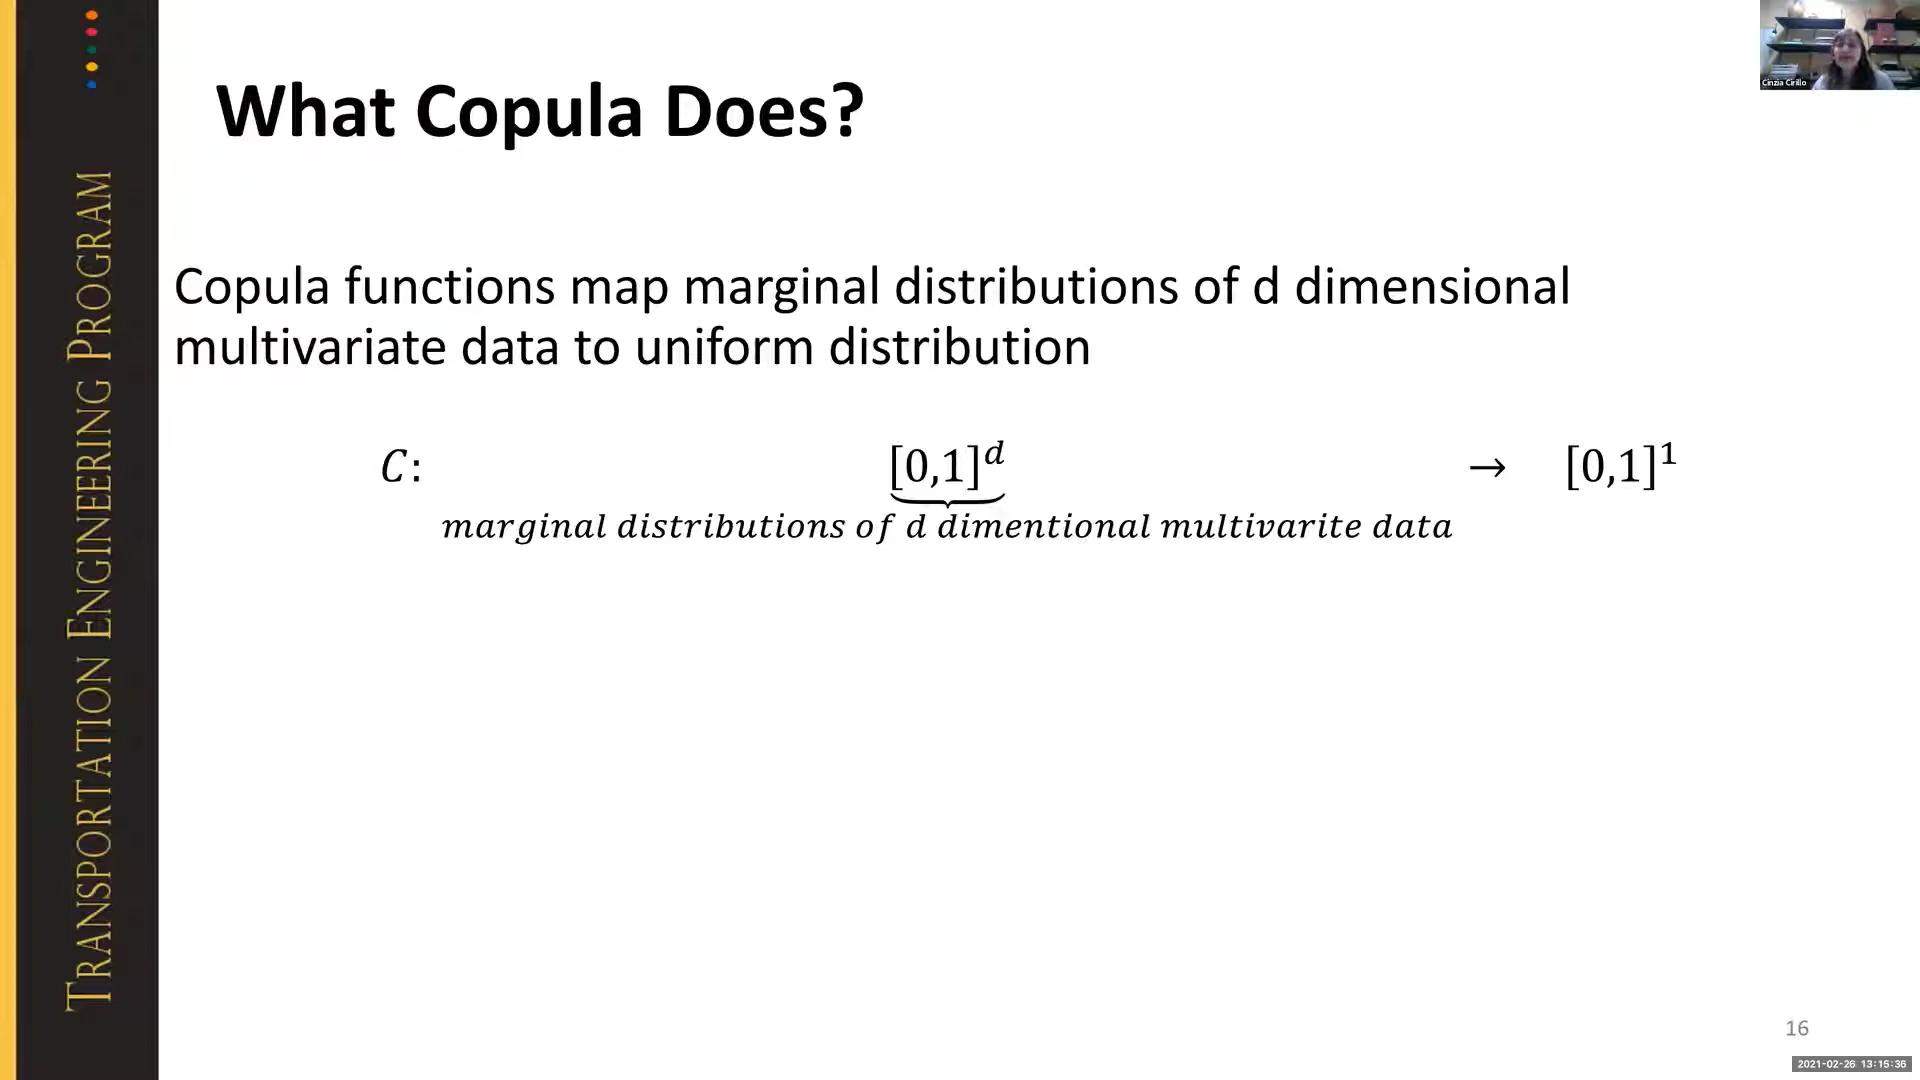 What Copula Does?
Cinzia Cirillo
TRANSPORTATION ENGINEERING PROGRAM
Copula functions map marginal distributions of d dimensional
multivariate data to uniform distribution
C: [0,1]^d → [0,1]^1
marginal distributions of d dimentional multivarite data
16
2021-02-26 13:15:36